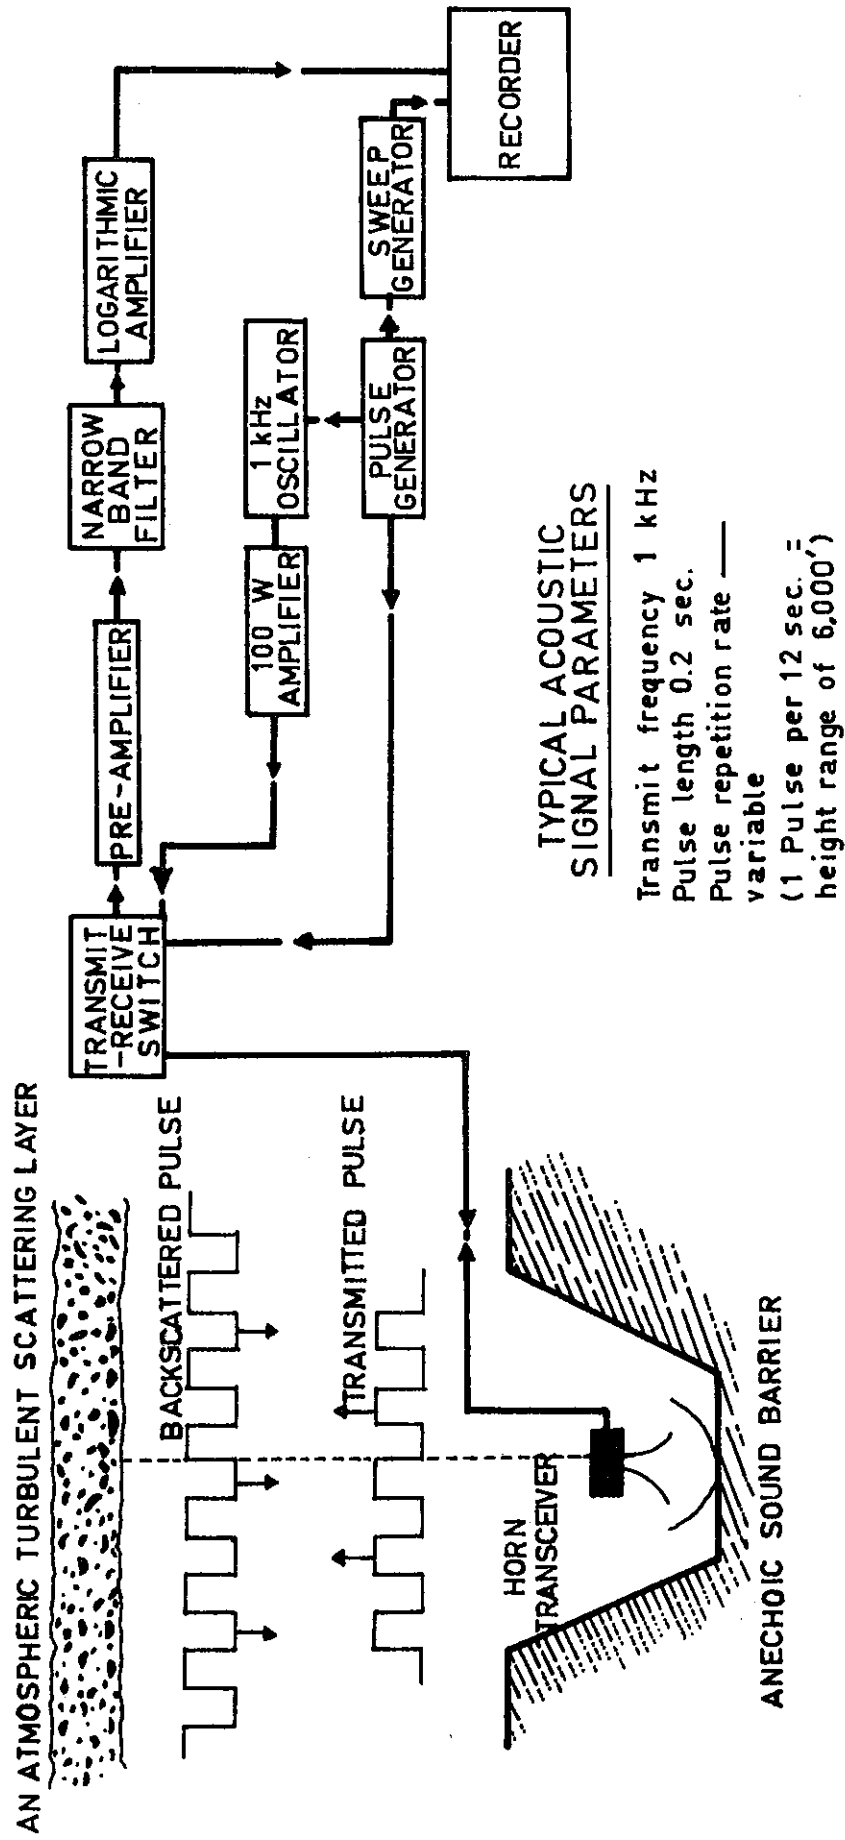 AN ATMOSPHERIC TURBULENT SCATTERING LAYER
BACKSCATTERED PULSE
TRANSMITTED PULSE
HORN
TRANSCEIVER
ANECHOIC SOUND BARRIER
TRANSMIT
-RECEIVE
SWITCH
PRE-AMPLIFIER
NARROW
BAND
FILTER
LOGARITHMIC
AMPLIFIER
100 W
AMPLIFIER
1 kHz
OSCILLATOR
PULSE
GENERATOR
SWEEP
GENERATOR
RECORDER
TYPICAL ACOUSTIC
SIGNAL PARAMETERS
Transmit frequency 1 kHz
Pulse length 0.2 sec.
Pulse repetition rate —
variable
(1 Pulse per 12 sec. =
height range of 6,000')